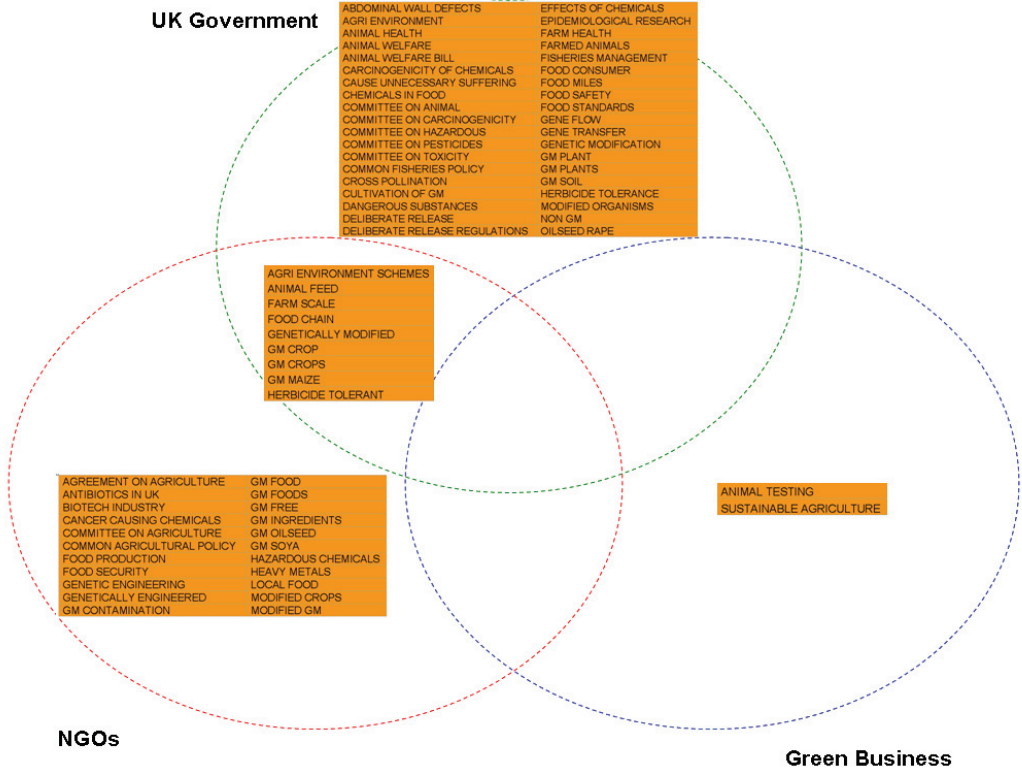 UK Government
ABDOMINAL WALL DEFECTS
AGRI ENVIRONMENT
ANIMAL HEALTH
ANIMAL WELFARE
ANIMAL WELFARE BILL
CARCINOGENICITY OF CHEMICALS
CAUSE UNNECESSARY SUFFERING
CHEMICALS IN FOOD
COMMITTEE ON ANIMAL
COMMITTEE ON CARCINOGENICITY
COMMITTEE ON HAZARDOUS
COMMITTEE ON PESTICIDES
COMMITTEE ON TOXICITY
COMMON FISHERIES POLICY
CROSS POLLINATION
CULTIVATION OF GM
DANGEROUS SUBSTANCES
DELIBERATE RELEASE
DELIBERATE RELEASE REGULATIONS
EFFECTS OF CHEMICALS
EPIDEMIOLOGICAL RESEARCH
FARM HEALTH
FARMED ANIMALS
FISHERIES MANAGEMENT
FOOD CONSUMER
FOOD MILES
FOOD SAFETY
FOOD STANDARDS
GENE FLOW
GENE TRANSFER
GENETIC MODIFICATION
GM PLANT
GM PLANTS
GM SOIL
HERBICIDE TOLERANCE
MODIFIED ORGANISMS
NON GM
OILSEED RAPE
AGRI ENVIRONMENT SCHEMES
ANIMAL FEED
FARM SCALE
FOOD CHAIN
GENETICALLY MODIFIED
GM CROP
GM CROPS
GM MAIZE
HERBICIDE TOLERANT
AGREEMENT ON AGRICULTURE
ANTIBIOTICS IN UK
BIOTECH INDUSTRY
CANCER CAUSING CHEMICALS
COMMITTEE ON AGRICULTURE
COMMON AGRICULTURAL POLICY
FOOD PRODUCTION
FOOD SECURITY
GENETIC ENGINEERING
GENETICALLY ENGINEERED
GM CONTAMINATION
GM FOOD
GM FOODS
GM FREE
GM INGREDIENTS
GM OILSEED
GM SOYA
HAZARDOUS CHEMICALS
HEAVY METALS
LOCAL FOOD
MODIFIED CROPS
MODIFIED GM
ANIMAL TESTING
SUSTAINABLE AGRICULTURE
NGOs
Green Business